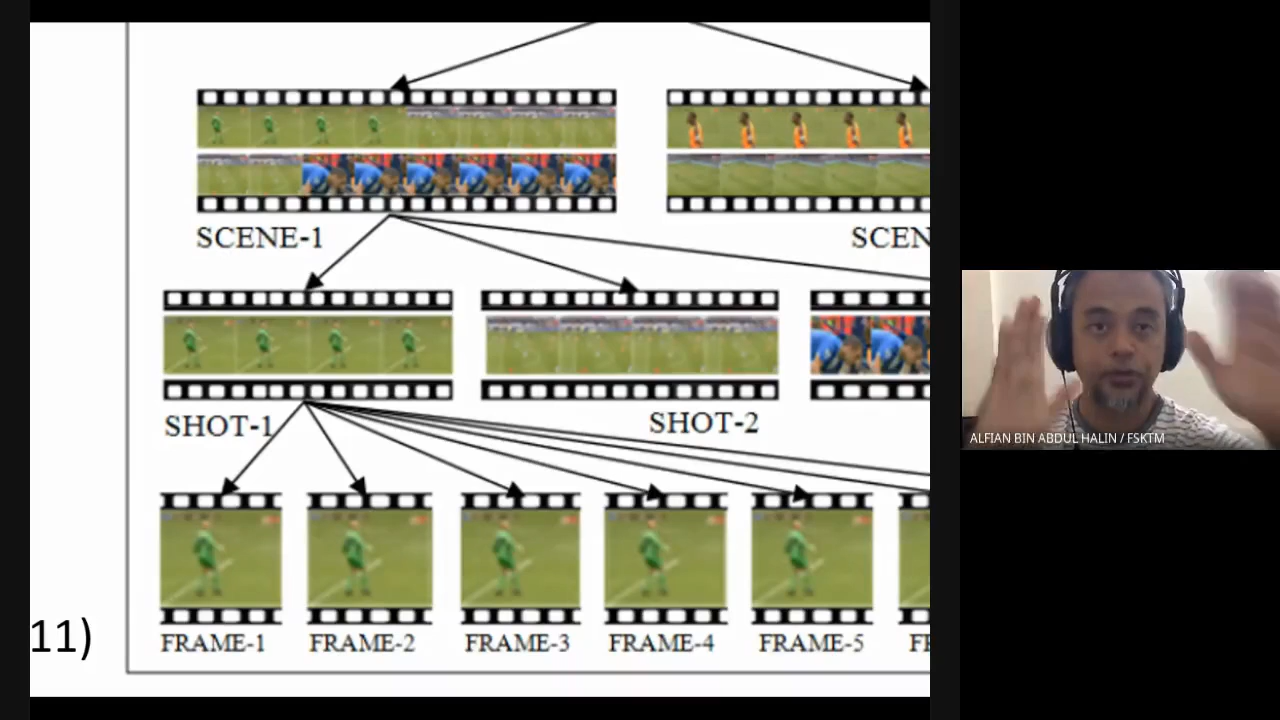 SCENE-1
SCEN
SHOT-1
SHOT-2
11)
FRAME-1
FRAME-2
FRAME-3
FRAME-4
FRAME-5
ALFIAN BIN ABDUL HALIN / FSKTM